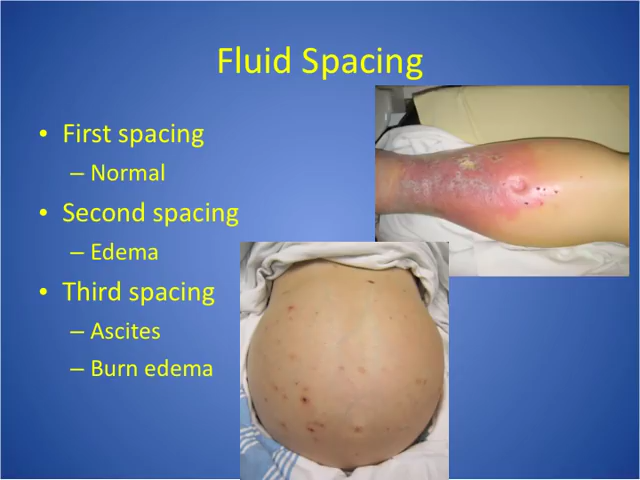 Fluid Spacing
• First spacing
– Normal
• Second spacing
– Edema
• Third spacing
– Ascites
– Burn edema